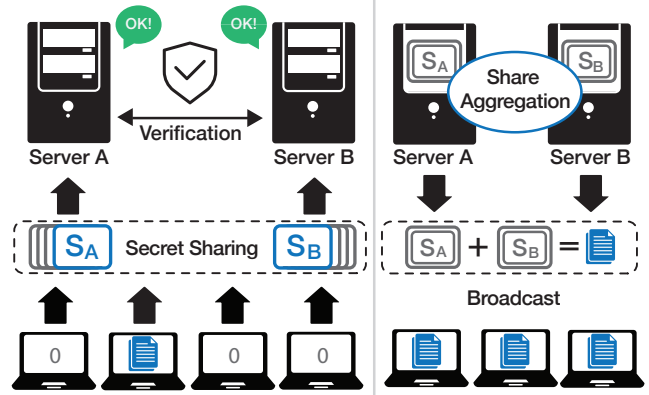 OK!
OK!
Verification
Server A
Server B
SA
Secret Sharing
SB
0
0
0
SA
SB
Share
Aggregation
Server A
Server B
SA + SB =
Broadcast